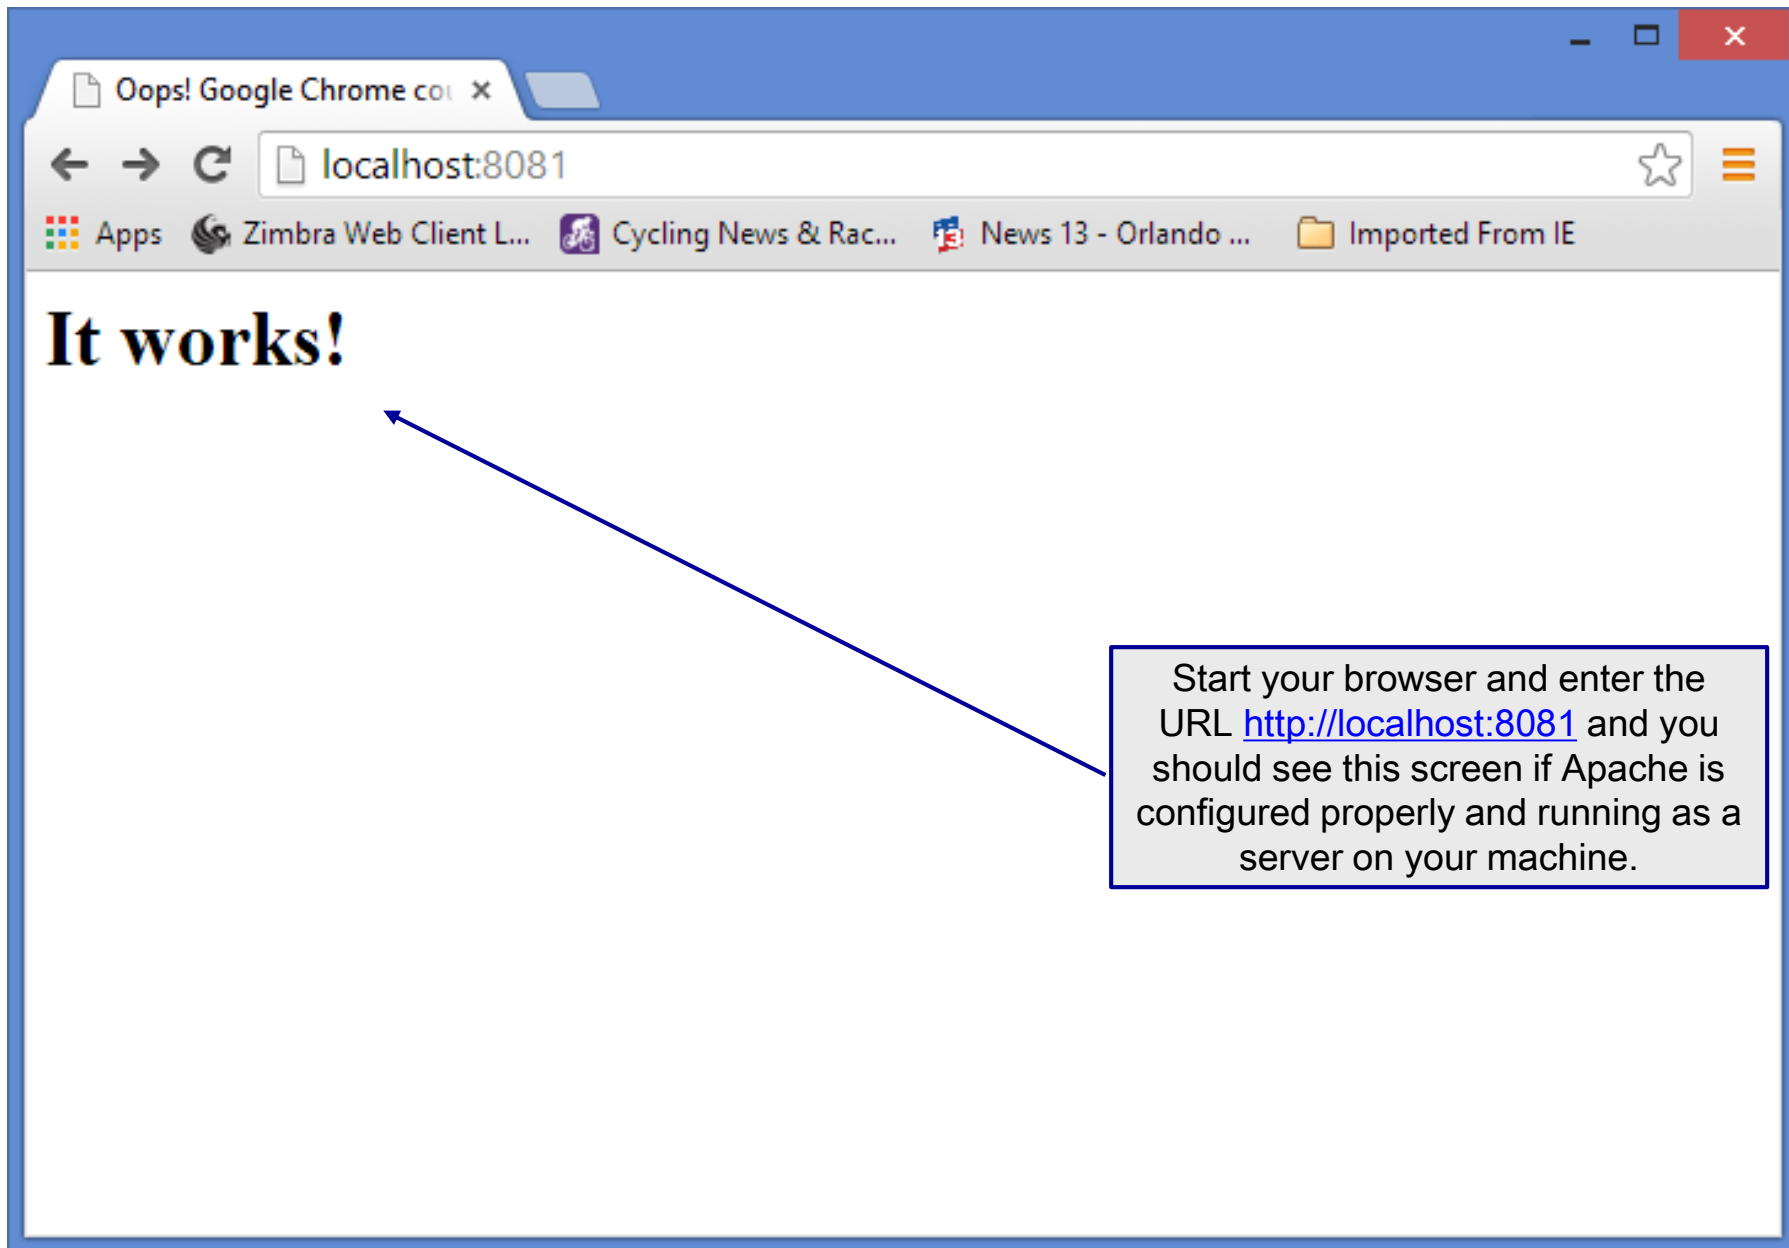 Oops! Google Chrome cou
localhost:8081
Apps Zimbra Web Client L... Cycling News & Rac... News 13 - Orlando ... Imported From IE
It works!
Start your browser and enter the
URL http://localhost:8081 and you
should see this screen if Apache is
configured properly and running as a
server on your machine.